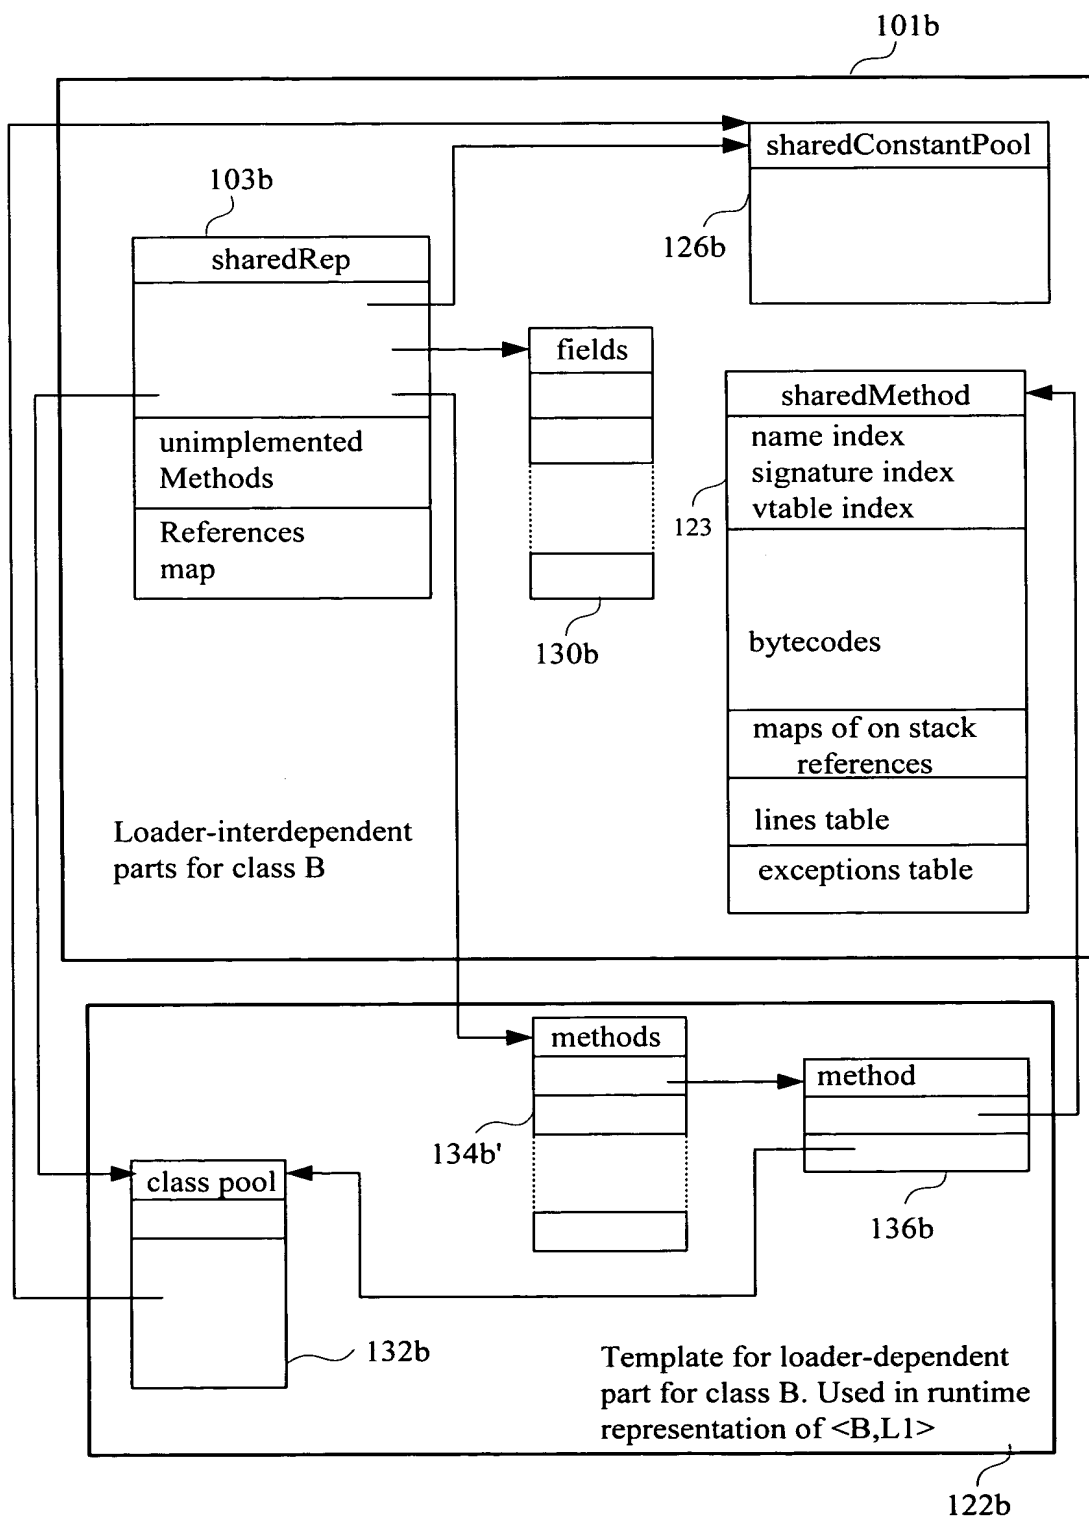 101b
sharedConstantPool
103b
126b
sharedRep
fields
sharedMethod
unimplemented
Methods
name index
signature index
vtable index
123
References
map
130b
bytecodes
maps of on stack
references
Loader-interdependent
parts for class B
lines table
exceptions table
methods
method
134b'
class pool
136b
132b
Template for loader-dependent
part for class B. Used in runtime
representation of <B,L1>
122b